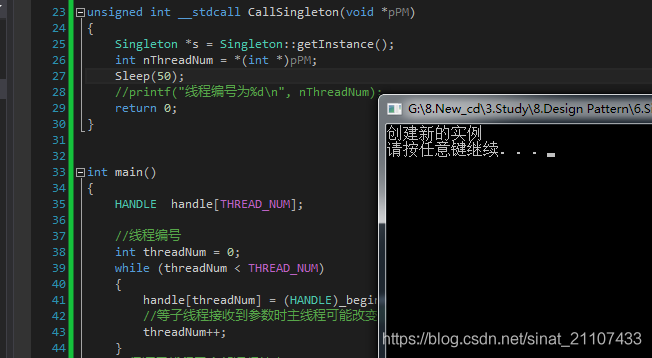 23 unsigned int __stdcall CallSingleton(void *pPM)
24 {
25 Singleton *s = Singleton::getInstance();
26 int nThreadNum = *(int *)pPM;
27 Sleep(50);
28 //printf("线程编号为%d\n", nThreadNum);
29 return 0;
30 }
31
32
33 int main()
34 {
35 HANDLE handle[THREAD_NUM];
36
37 //线程编号
38 int threadNum = 0;
39 while (threadNum < THREAD_NUM)
40 {
41 handle[threadNum] = (HANDLE)_begin
42 //等子线程接收到参数时主线程可能改变
43 threadNum++;
44 }
G:\8.New_cd\3.Study\8.Design Pattern\6.S
创建新的实例
请按任意键继续. . .
https://blog.csdn.net/sinat_21107433